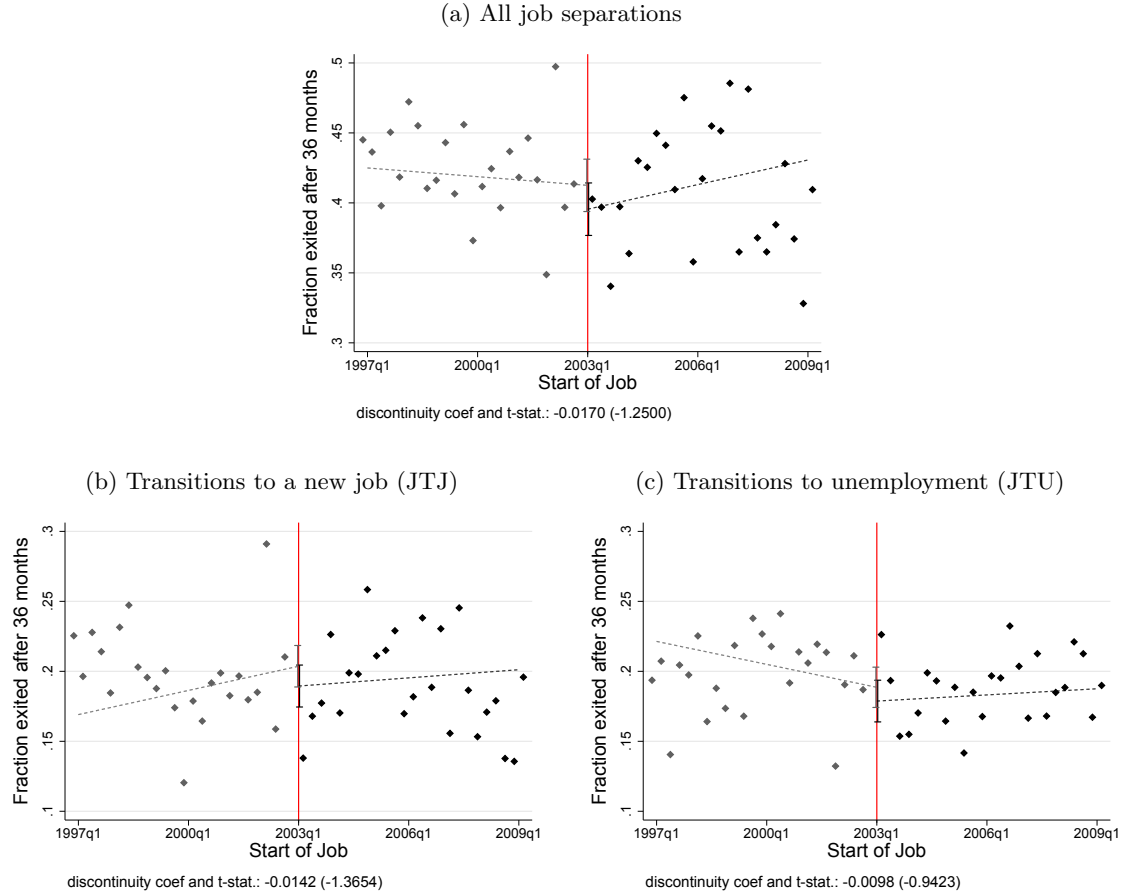 (a) All job separations
Fraction exited after 36 months
.5
.45
.4
.35
.3
1997q1 2000q1 2003q1 2006q1 2009q1
Start of Job
discontinuity coef and t-stat.: -0.0170 (-1.2500)
(b) Transitions to a new job (JTJ)
Fraction exited after 36 months
.3
.25
.2
.15
.1
1997q1 2000q1 2003q1 2006q1 2009q1
Start of Job
discontinuity coef and t-stat.: -0.0142 (-1.3654)
(c) Transitions to unemployment (JTU)
Fraction exited after 36 months
.3
.25
.2
.15
.1
1997q1 2000q1 2003q1 2006q1 2009q1
Start of Job
discontinuity coef and t-stat.: -0.0098 (-0.9423)